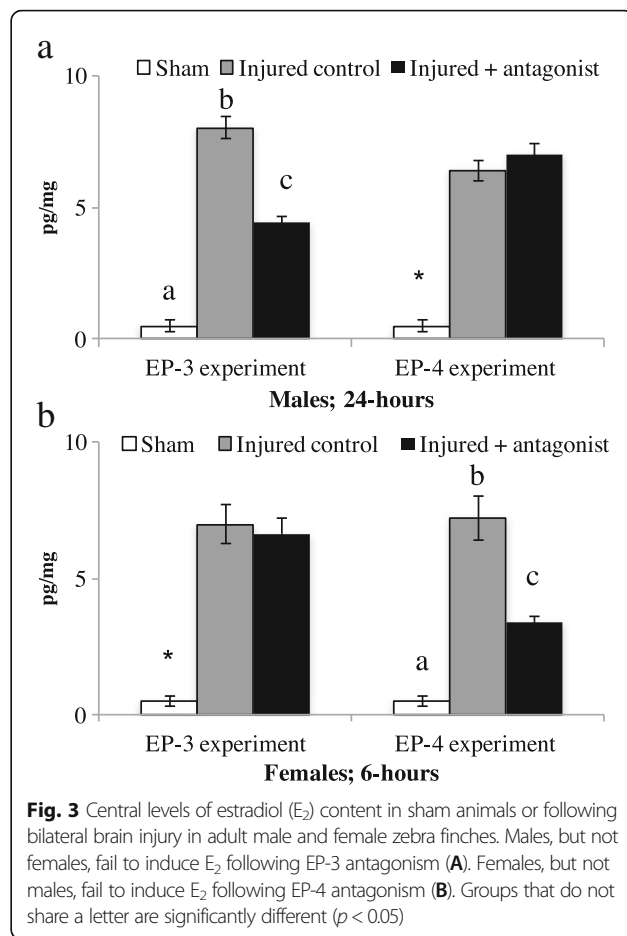 a
10
Sham Injured control Injured + antagonist
b
c
pg/mg
5
*
a
0
EP-3 experiment EP-4 experiment
Males; 24-hours
b
10
Sham Injured control Injured + antagonist
b
pg/mg
5
c
*
a
0
EP-3 experiment EP-4 experiment
Females; 6-hours
Fig. 3 Central levels of estradiol (E₂) content in sham animals or following
bilateral brain injury in adult male and female zebra finches. Males, but not
females, fail to induce E₂ following EP-3 antagonism (A). Females, but not
males, fail to induce E₂ following EP-4 antagonism (B). Groups that do not
share a letter are significantly different (p < 0.05)